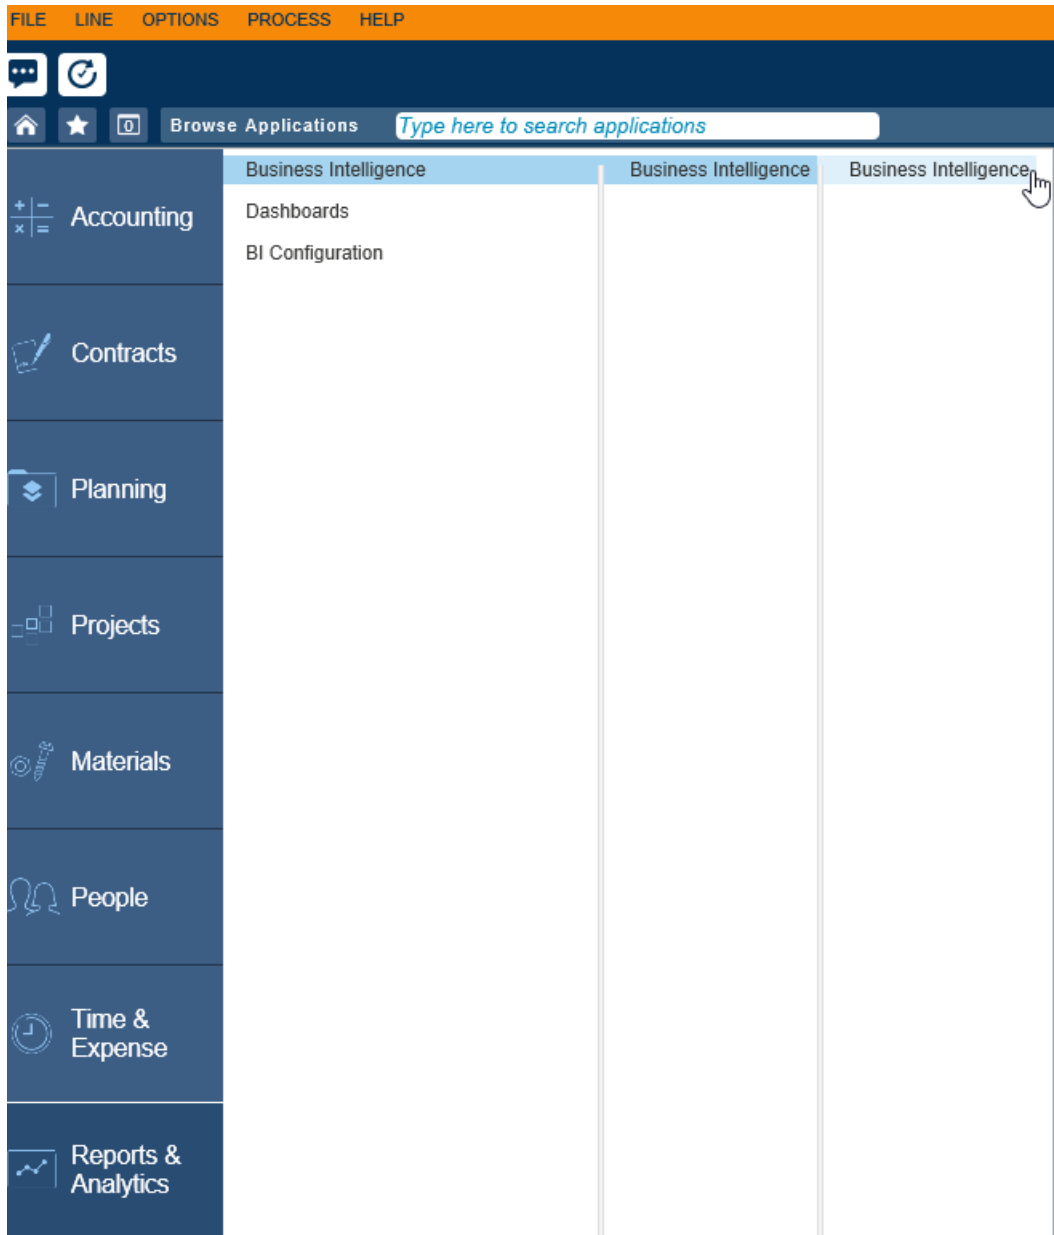 FILE LINE OPTIONS PROCESS HELP
0 Browse Applications Type here to search applications
Business Intelligence Business Intelligence Business Intelligence
Accounting
Dashboards
BI Configuration
Contracts
Planning
Projects
Materials
People
Time &
Expense
Reports &
Analytics